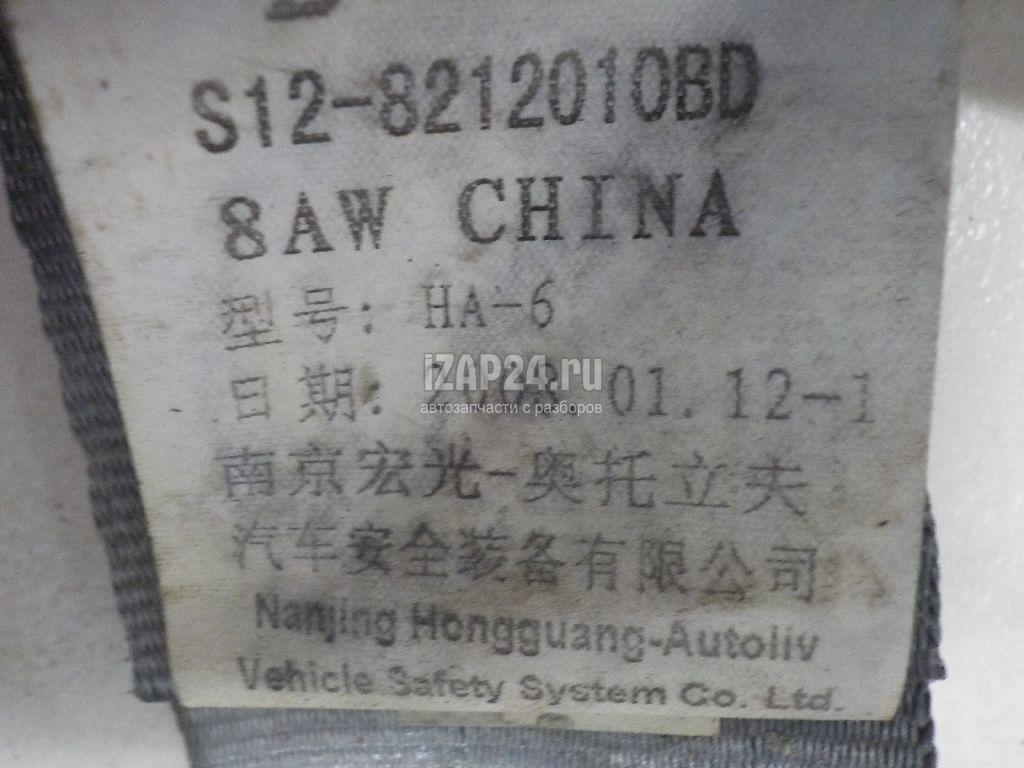 S12-8212010BD
8AW CHINA
型号: HA-6
iZAP24.ru
日期: 2008.01.12-1
автозапчасти с разборов
南京宏光-奥托立夫
汽车安全装备有限公司
Nanjing Hongguang-Autoliv
Vehicle Safety System Co. Ltd.